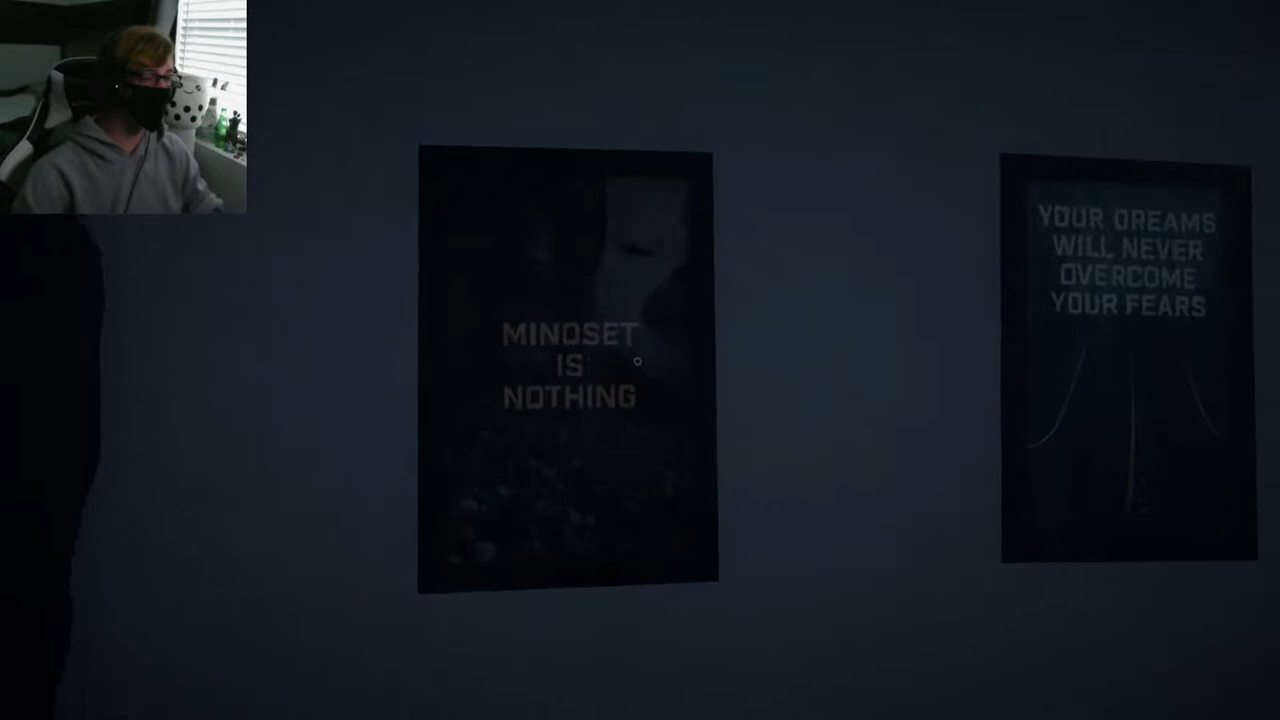 MINDSET
IS
NOTHING
YOUR DREAMS
WILL NEVER
OVERCOME
YOUR FEARS